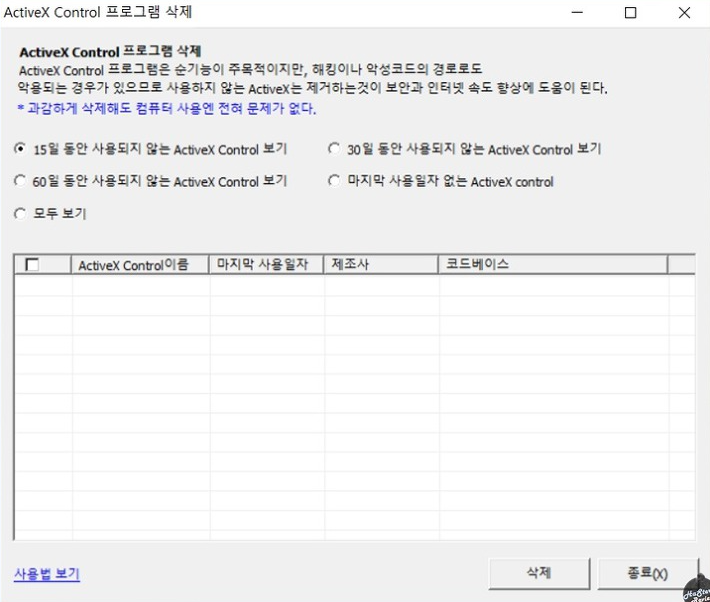 ActiveX Control 프로그램 삭제
ActiveX Control 프로그램 삭제
ActiveX Control 프로그램은 순기능이 주목적이지만, 해킹이나 악성코드의 경로로도
악용되는 경우가 있으므로 사용하지 않는 ActiveX는 제거하는것이 보안과 인터넷 속도 향상에 도움이 된다.
* 과감하게 삭제해도 컴퓨터 사용엔 전혀 문제가 없다.
15일 동안 사용되지 않는 ActiveX Control 보기 30일 동안 사용되지 않는 ActiveX Control 보기
60일 동안 사용되지 않는 ActiveX Control 보기 마지막 사용일자 없는 ActiveX control
모두 보기
ActiveX Control이름 마지막 사용일자 제조사 코드베이스
사용법 보기 삭제 종료(X)